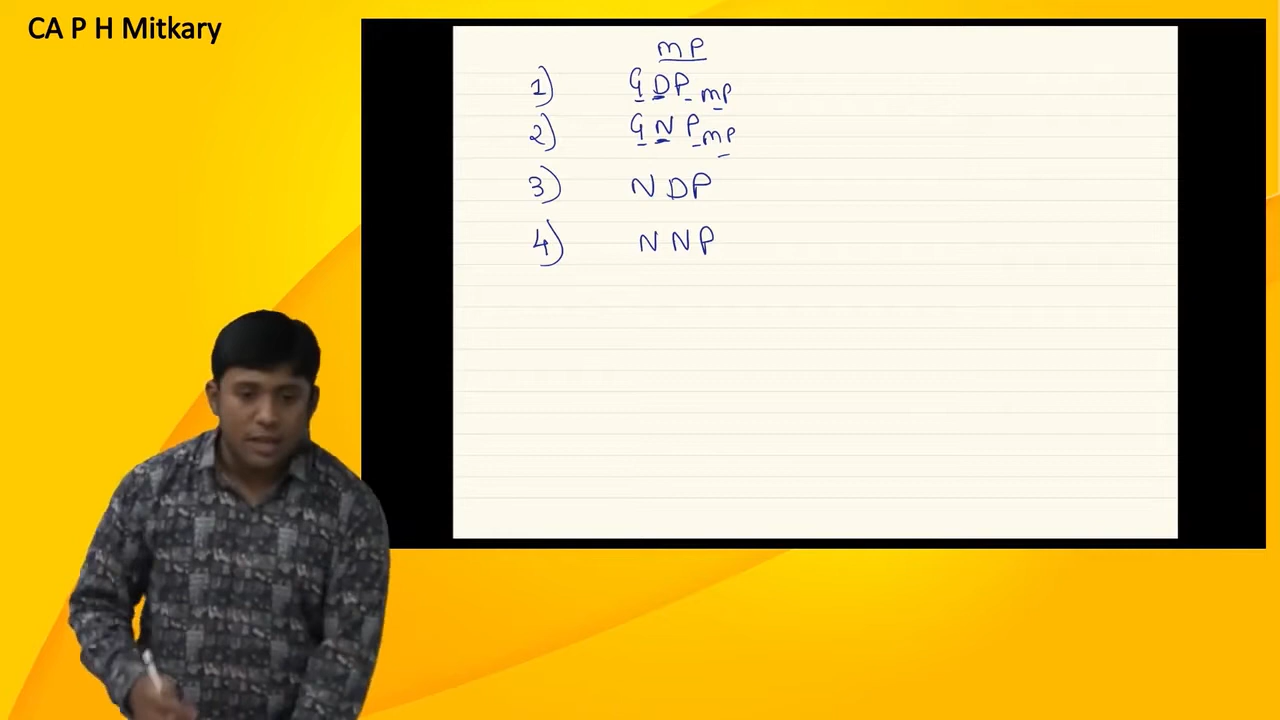 CA P H Mitkary
MP
1) GDP MP
2) GNP MP
3) NDP
4) NNP